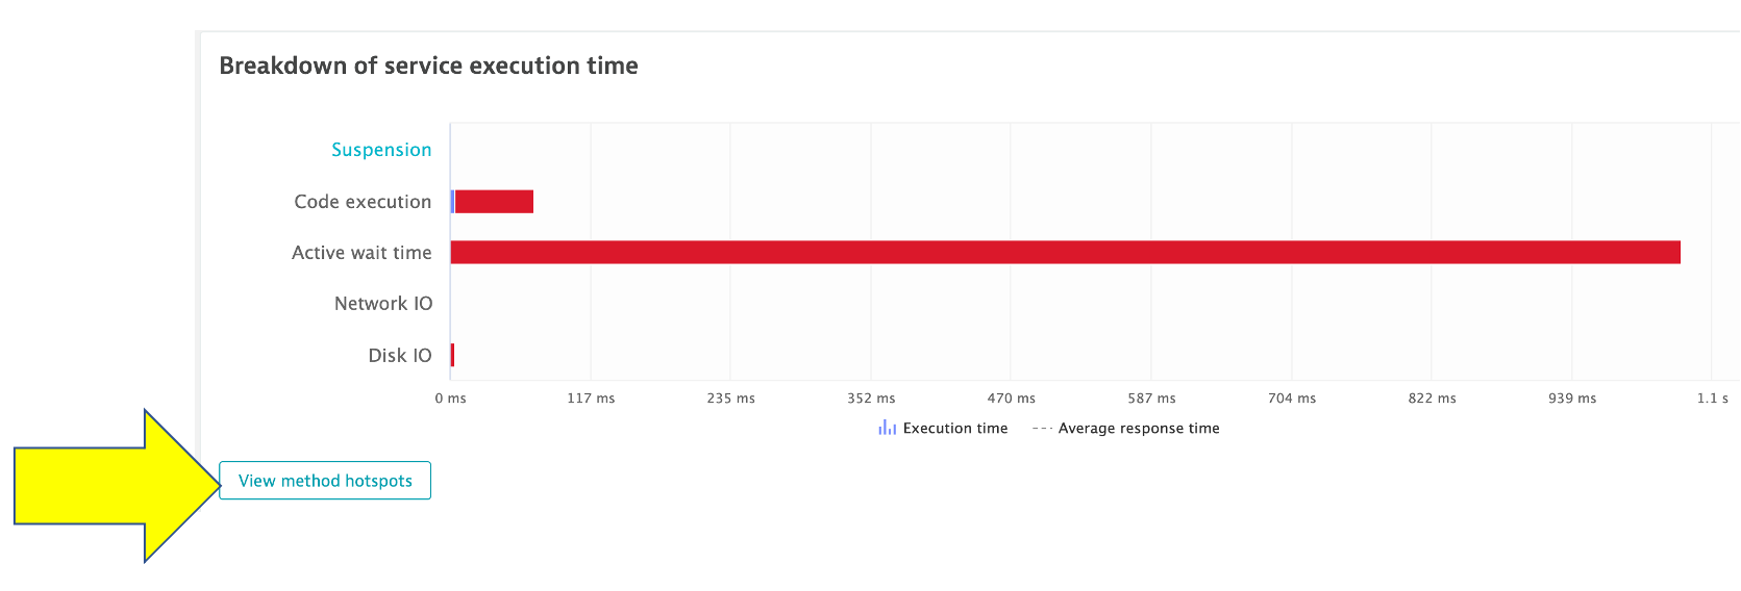 Breakdown of service execution time
Suspension
Code execution
Active wait time
Network IO
Disk IO
0 ms 117 ms 235 ms 352 ms 470 ms 587 ms 704 ms 822 ms 939 ms 1.1 s
Execution time Average response time
View method hotspots